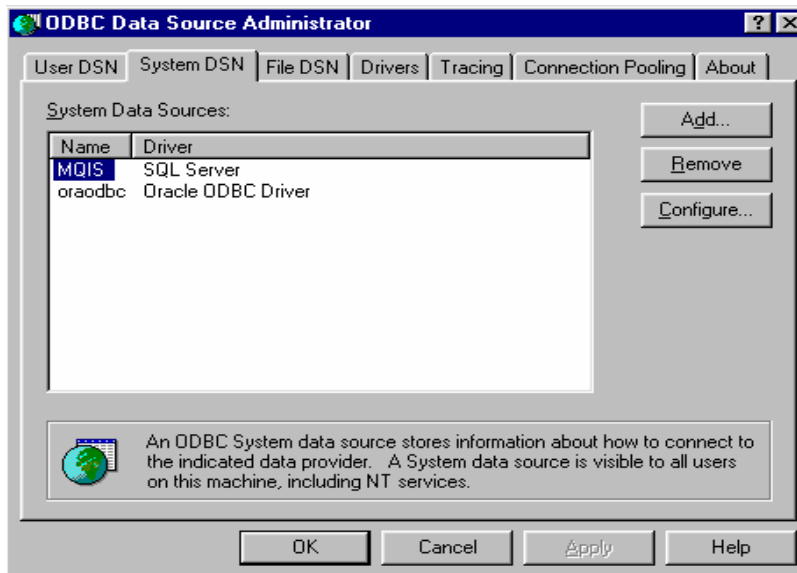 ODBC Data Source Administrator
User DSN System DSN File DSN Drivers Tracing Connection Pooling About
System Data Sources:
Name Driver
MQIS SQL Server
oraodbc Oracle ODBC Driver
Add...
Remove
Configure...
An ODBC System data source stores information about how to connect to
the indicated data provider. A System data source is visible to all users
on this machine, including NT services.
OK Cancel Apply Help